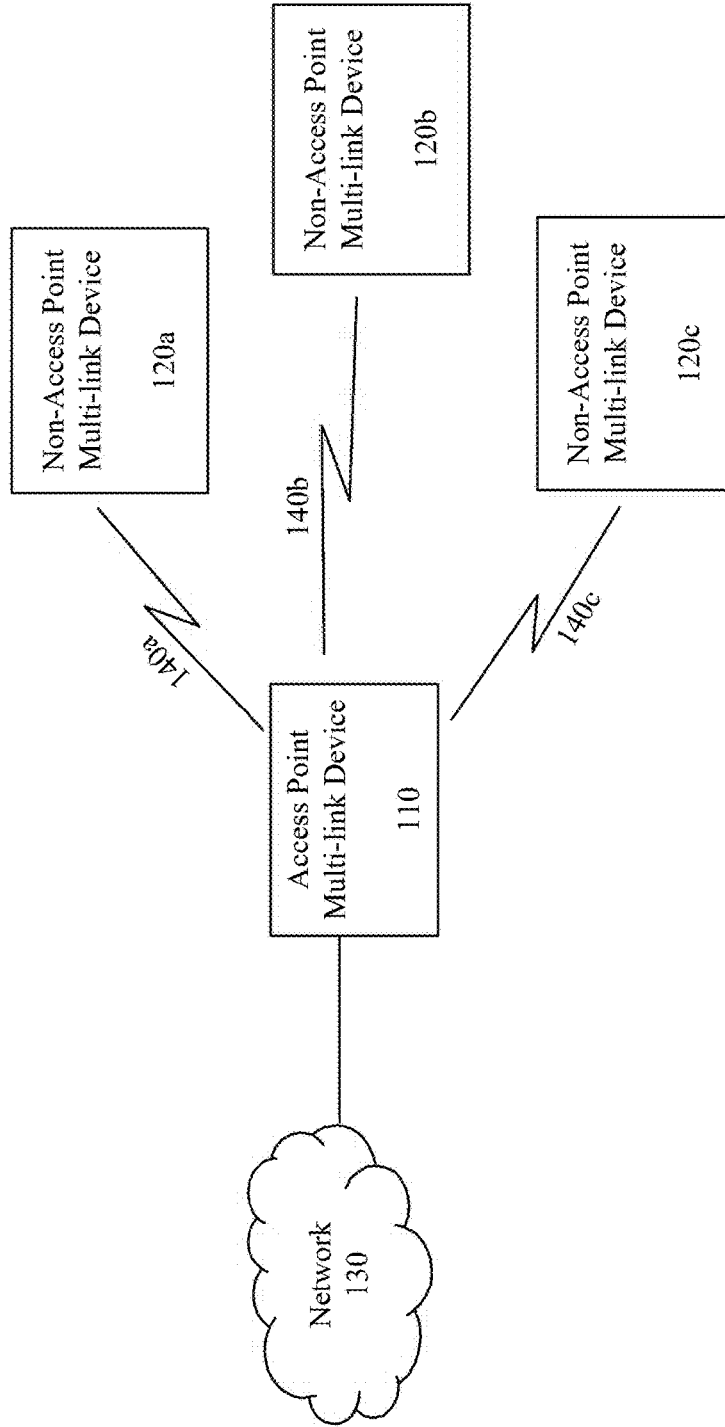 Network
130
Access Point
Multi-link Device
110
140a
140b
140c
Non-Access Point
Multi-link Device
120a
Non-Access Point
Multi-link Device
120b
Non-Access Point
Multi-link Device
120c